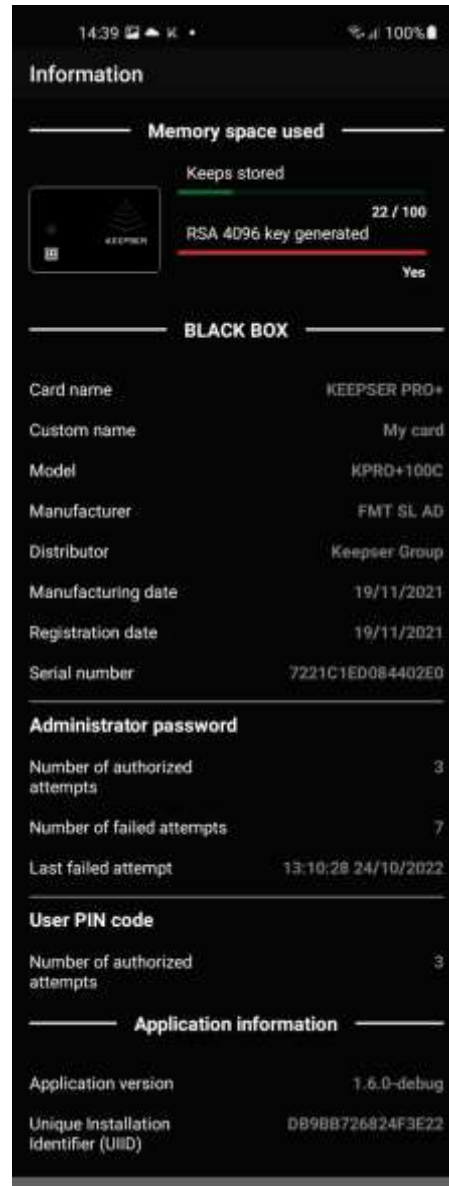 14:39 K • 100%
Information
Memory space used
Keeps stored
22 / 100
KEEPSER
RSA 4096 key generated
Yes
BLACK BOX
Card name KEEPSER PRO+
Custom name My card
Model KPRO+100C
Manufacturer FMT SL AD
Distributor Keepser Group
Manufacturing date 19/11/2021
Registration date 19/11/2021
Serial number 7221C1ED084402E0
Administrator password
Number of authorized 3
attempts
Number of failed attempts 7
Last failed attempt 13:10:28 24/10/2022
User PIN code
Number of authorized 3
attempts
Application information
Application version 1.6.0-debug
Unique Installation DB9BB726824F3E22
Identifier (UIID)